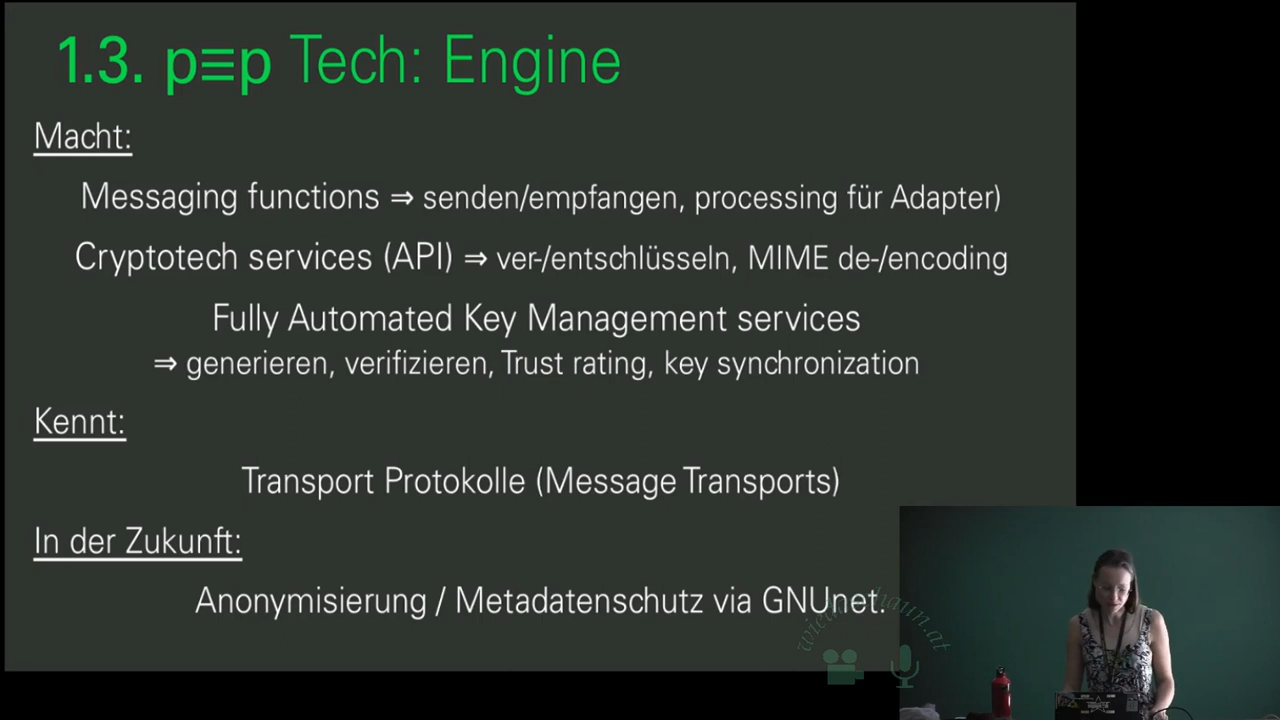 1.3. p≡p Tech: Engine
Macht:
Messaging functions ⇒ senden/empfangen, processing für Adapter)
Cryptotech services (API) ⇒ ver-/entschlüsseln, MIME de-/encoding
Fully Automated Key Management services
⇒ generieren, verifizieren, Trust rating, key synchronization
Kennt:
Transport Protokolle (Message Transports)
In der Zukunft:
Anonymisierung / Metadatenschutz via GNUnet.